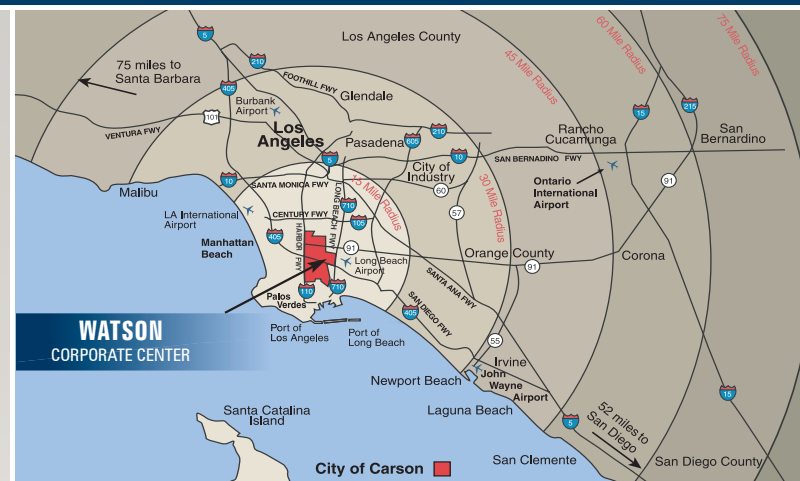 5
Los Angeles County
60 Mile Radius
75 Mile Radius
45 Mile Radius
75 miles to
Santa Barbara
210
FOOTHILL FWY
405
Glendale
Burbank
Airport
101
VENTURA FWY
Los
Angeles
Pasadena
605
210
15
215
Rancho
Cucamunga
San
Bernardino
5
10
SAN BERNADINO FWY
City of
Industry
60
Ontario
International
Airport
91
10
SANTA MONICA FWY
Malibu
LONG BEACH FWY
15 Mile Radius
30 Mile Radius
710
57
LA International
Airport
CENTURY FWY
105
HARBOR FWY
405
Manhattan
Beach
91
Long Beach
Airport
Orange County
91
Corona
SANTA ANA FWY
110
710
Palos
Verdes
SAN DIEGO FWY
405
WATSON
CORPORATE CENTER
Port of
Los Angeles
Port of
Long Beach
55
Irvine
John
Wayne
Airport
Newport Beach
15
Laguna Beach
Santa Catalina
Island
5
52 miles to
San Diego
City of Carson
San Clemente
San Diego County